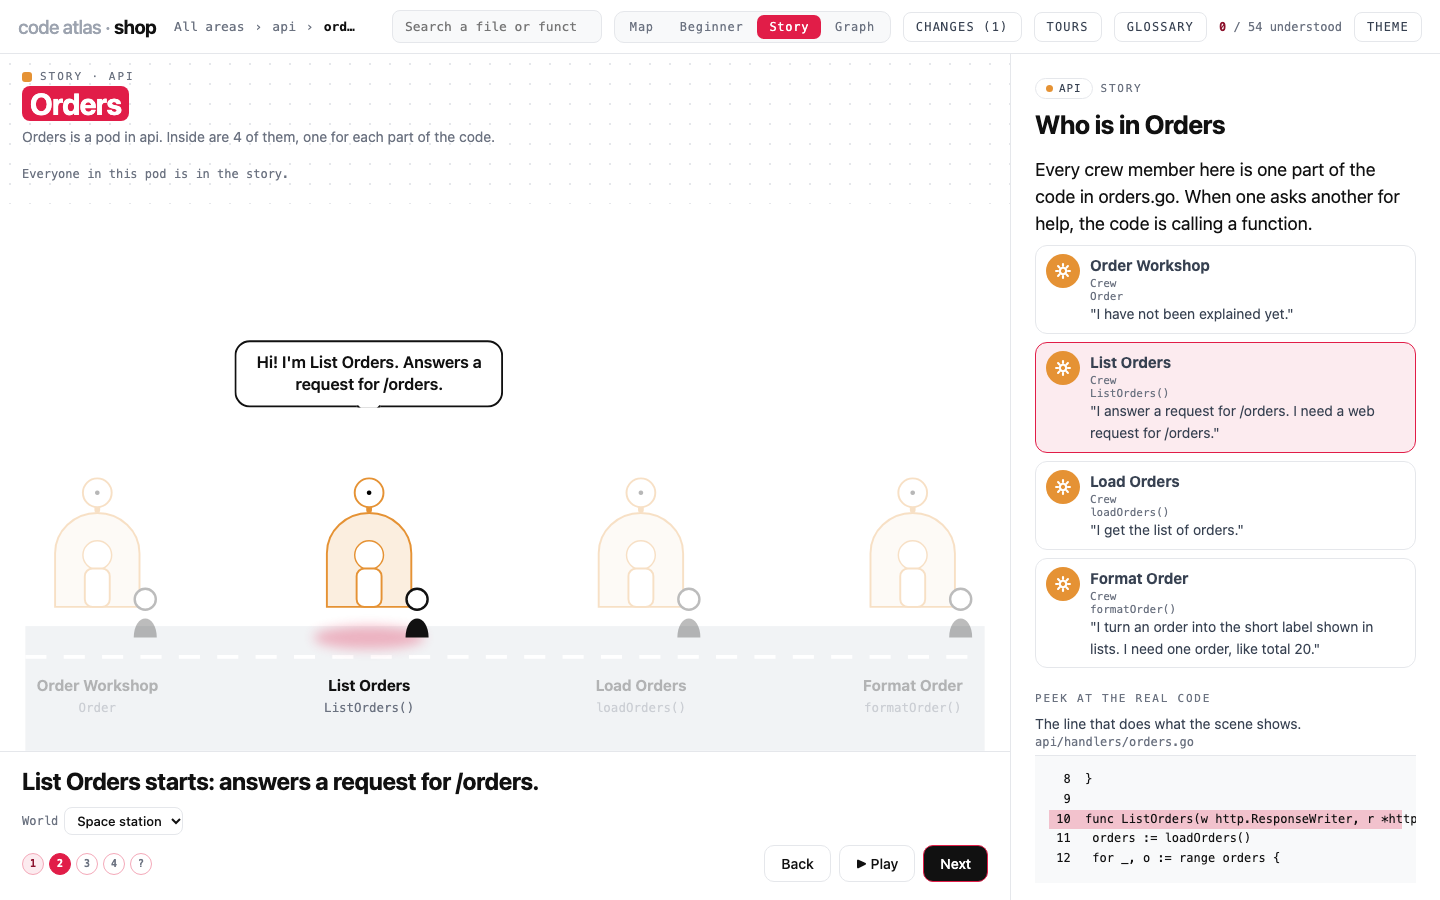 code atlas · shop
All areas › api › ord…
Search a file or funct
Map Beginner Story Graph
CHANGES (1)
TOURS
GLOSSARY
0 / 54 understood
THEME
STORY · API
Orders
Orders is a pod in api. Inside are 4 of them, one for each part of the code.
Everyone in this pod is in the story.
Hi! I'm List Orders. Answers a
request for /orders.
Order Workshop
Order
List Orders
ListOrders()
Load Orders
loadOrders()
Format Order
formatOrder()
List Orders starts: answers a request for /orders.
World Space station
1 2 3 4 ?
Back
▶ Play
Next
API STORY
Who is in Orders
Every crew member here is one part of the
code in orders.go. When one asks another for
help, the code is calling a function.
Order Workshop
Crew
Order
"I have not been explained yet."
List Orders
Crew
ListOrders()
"I answer a request for /orders. I need a web
request for /orders."
Load Orders
Crew
loadOrders()
"I get the list of orders."
Format Order
Crew
formatOrder()
"I turn an order into the short label shown in
lists. I need one order, like total 20."
PEEK AT THE REAL CODE
The line that does what the scene shows.
api/handlers/orders.go
8 }
9
10 func ListOrders(w http.ResponseWriter, r *http
11 orders := loadOrders()
12 for _, o := range orders {